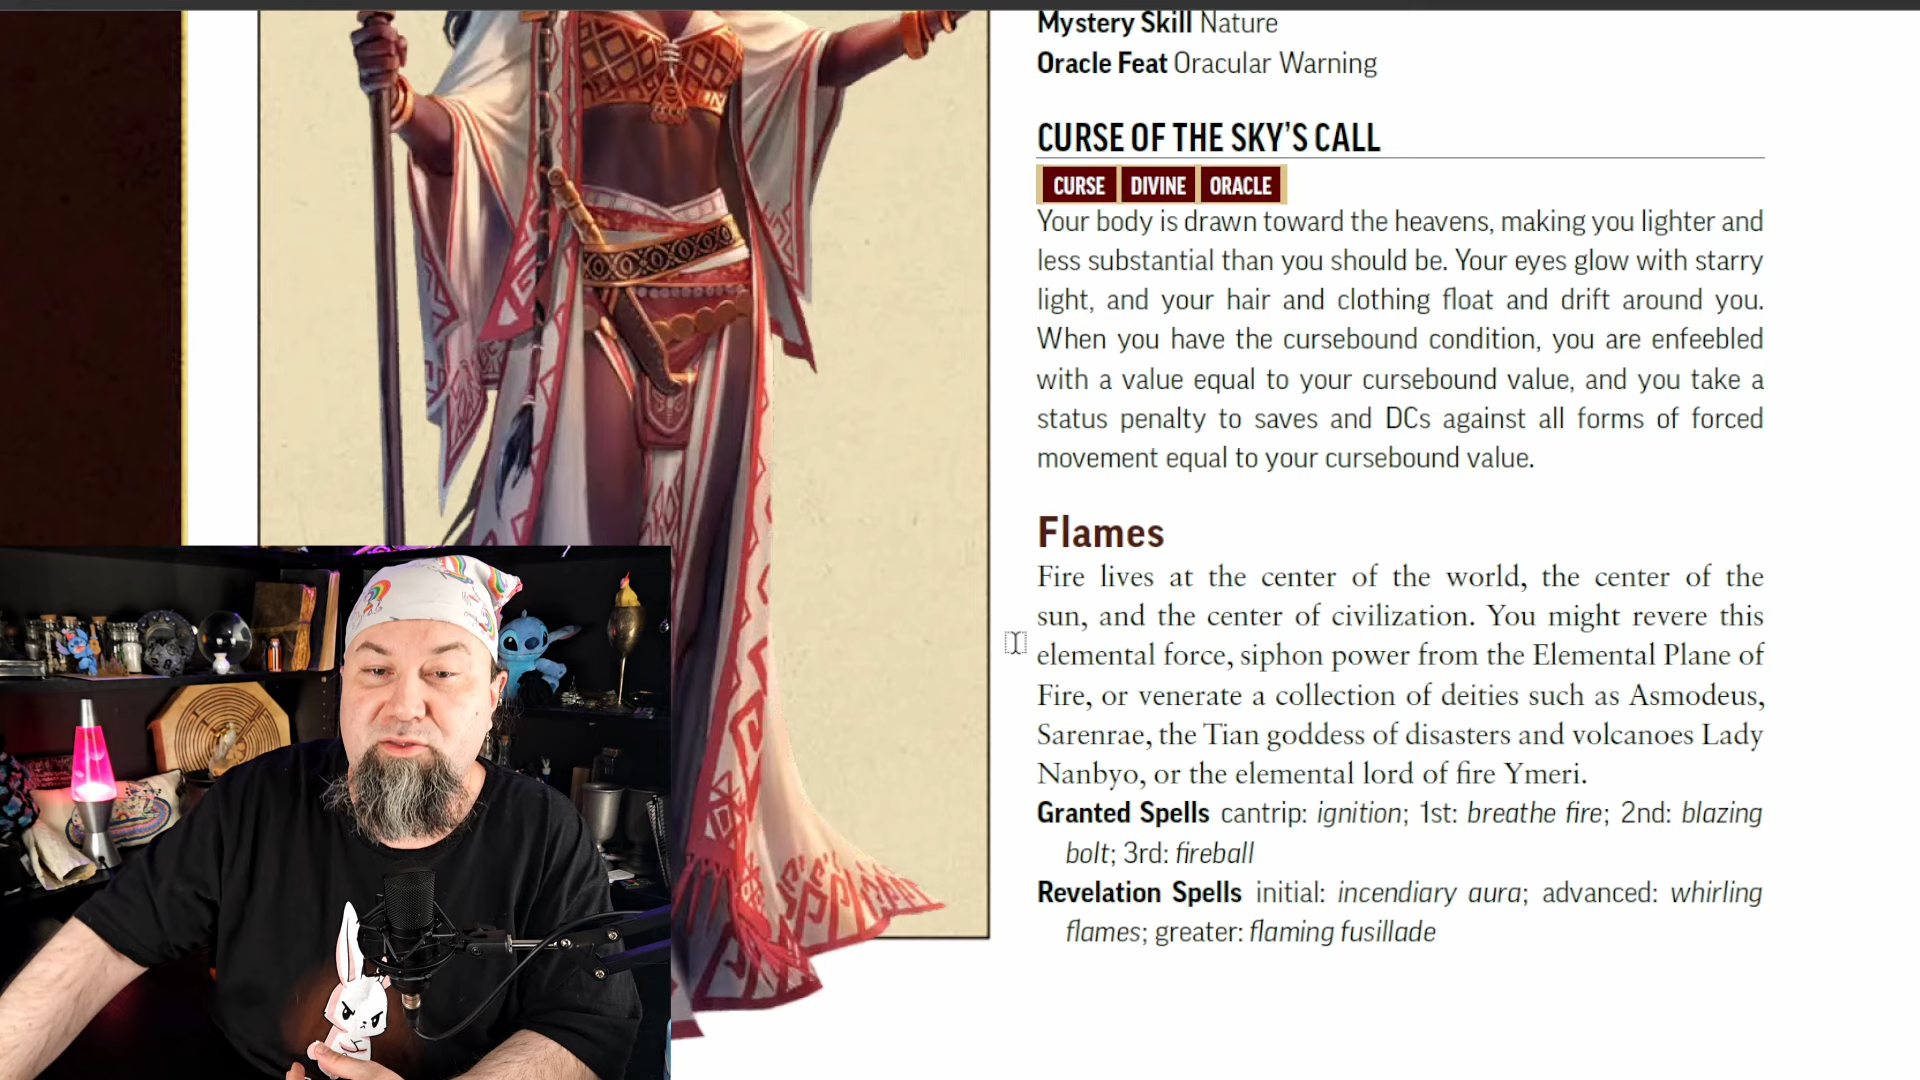 Mystery Skill Nature
Oracle Feat Oracular Warning
CURSE OF THE SKY'S CALL
CURSE DIVINE ORACLE
Your body is drawn toward the heavens, making you lighter and
less substantial than you should be. Your eyes glow with starry
light, and your hair and clothing float and drift around you.
When you have the cursebound condition, you are enfeebled
with a value equal to your cursebound value, and you take a
status penalty to saves and DCs against all forms of forced
movement equal to your cursebound value.
Flames
Fire lives at the center of the world, the center of the
sun, and the center of civilization. You might revere this
elemental force, siphon power from the Elemental Plane of
Fire, or venerate a collection of deities such as Asmodeus,
Sarenrae, the Tian goddess of disasters and volcanoes Lady
Nanbyo, or the elemental lord of fire Ymeri.
Granted Spells cantrip: ignition; 1st: breathe fire; 2nd: blazing
bolt; 3rd: fireball
Revelation Spells initial: incendiary aura; advanced: whirling
flames; greater: flaming fusillade